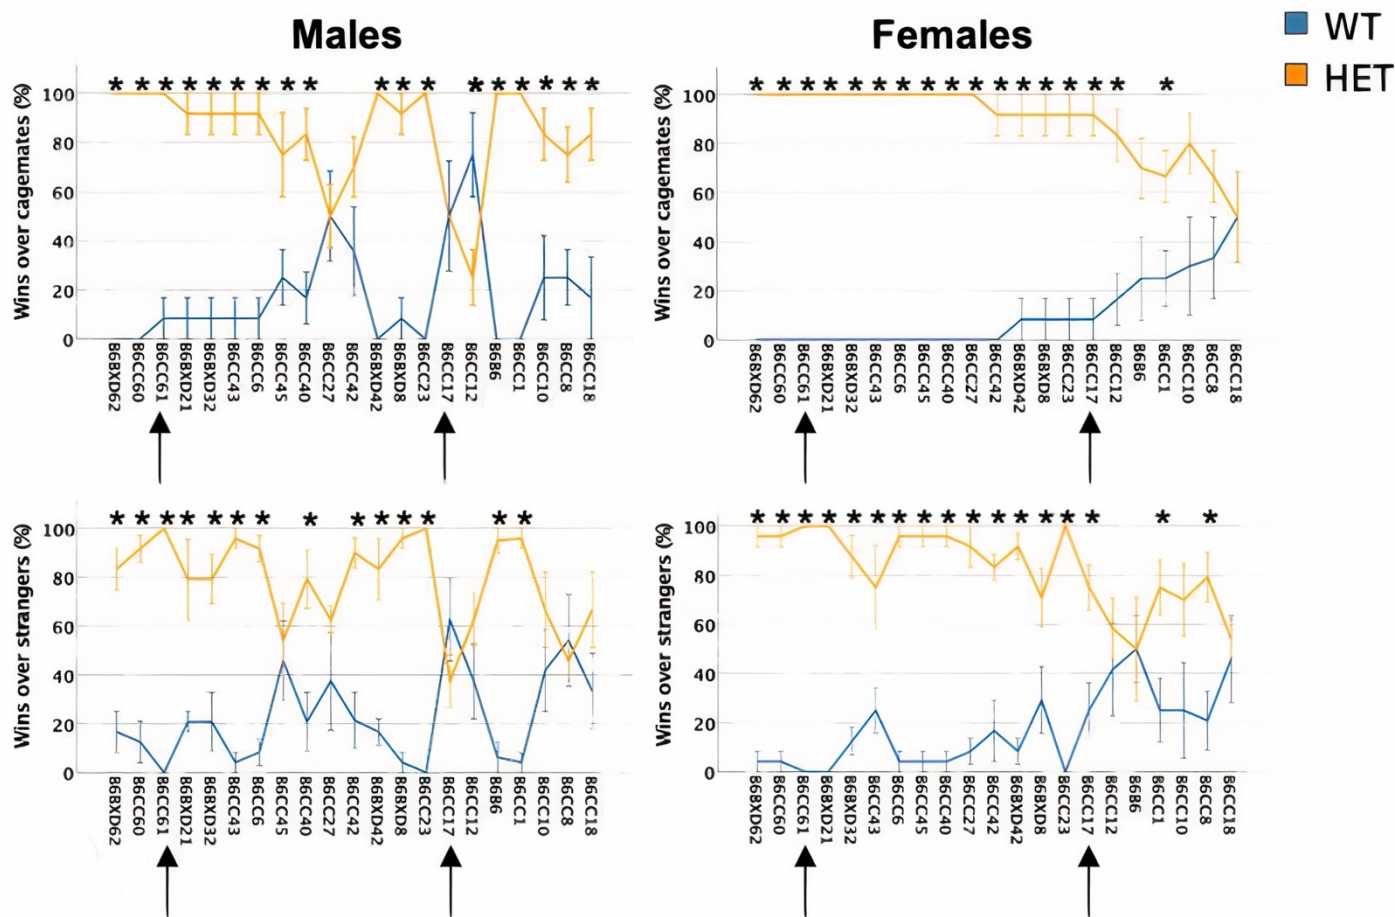 Males
Females
WT
HET
* * * * * * * * * * * * * * * * * *
* * * * * * * * * * * * * * * * *
Wins over cagemates (%)
100
80
60
40
20
0
B6BXD62 B6CC60 B6CC61 B6BXD21 B6BXD32 B6CC43 B6CC6 B6CC45 B6CC40 B6CC27 B6CC42 B6BXD42 B6BXD8 B6CC23 B6CC17 B6CC12 B6B6 B6CC1 B6CC10 B6CC8 B6CC18
Wins over cagemates (%)
100
80
60
40
20
0
B6BXD62 B6CC60 B6CC61 B6BXD21 B6BXD32 B6CC43 B6CC6 B6CC45 B6CC40 B6CC27 B6CC42 B6BXD42 B6BXD8 B6CC23 B6CC17 B6CC12 B6B6 B6CC1 B6CC10 B6CC8 B6CC18
* * * * * * * * * * * * * *
* * * * * * * * * * * * * * * * *
Wins over strangers (%)
100
80
60
40
20
0
B6BXD62 B6CC60 B6CC61 B6BXD21 B6BXD32 B6CC43 B6CC6 B6CC45 B6CC40 B6CC27 B6CC42 B6BXD42 B6BXD8 B6CC23 B6CC17 B6CC12 B6B6 B6CC1 B6CC10 B6CC8 B6CC18
Wins over strangers (%)
100
80
60
40
20
0
B6BXD62 B6CC60 B6CC61 B6BXD21 B6BXD32 B6CC43 B6CC6 B6CC45 B6CC40 B6CC27 B6CC42 B6BXD42 B6BXD8 B6CC23 B6CC17 B6CC12 B6B6 B6CC1 B6CC10 B6CC8 B6CC18